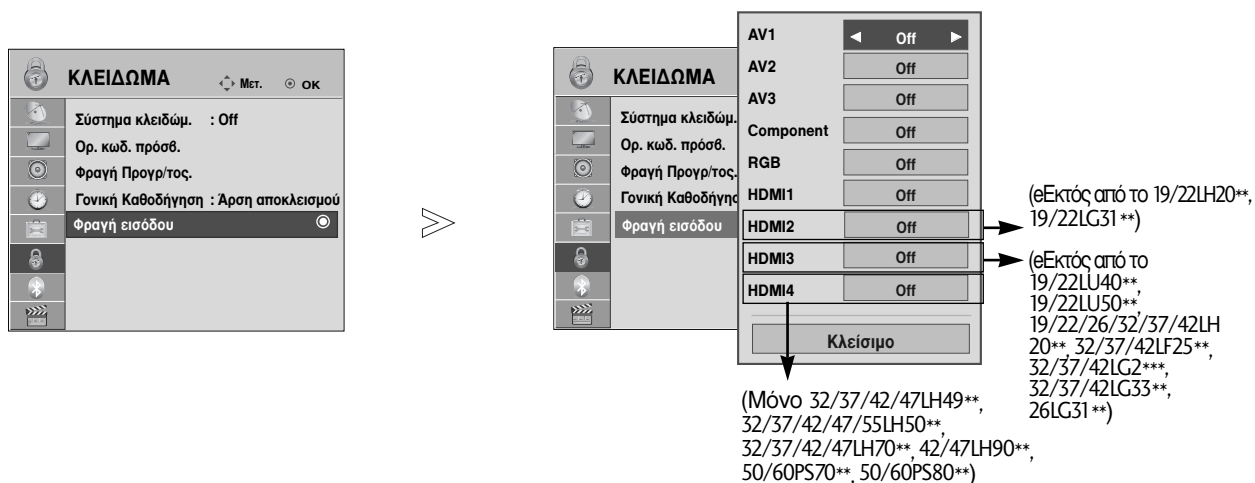 ΚΛΕΙΔΩΜΑ Μετ. OK
Σύστημα κλειδώμ. : Off
Ορ. κωδ. πρόσβ.
Φραγή Προγρ/τος.
Γονική Καθοδήγηση : Άρση αποκλεισμού
Φραγή εισόδου
ΚΛΕΙΔΩΜΑ
Σύστημα κλειδώμ.
Ορ. κωδ. πρόσβ.
Φραγή Προγρ/τος.
Γονική Καθοδήγησ
Φραγή εισόδου
AV1 ◄ Off ►
AV2 Off
AV3 Off
Component Off
RGB Off
HDMI1 Off
HDMI2 Off
HDMI3 Off
HDMI4 Off
Κλείσιμο
(eΕκτός από το 19/22LH20**,
19/22LG31**)
(eΕκτός από το
19/22LU40**,
19/22LU50**,
19/22/26/32/37/42LH
20**, 32/37/42LF25**,
32/37/42LG2***,
32/37/42LG33**,
26LG31**)
(Μόνο 32/37/42/47LH49**,
32/37/42/47/55LH50**,
32/37/42/47LH70**, 42/47LH90**,
50/60PS70**, 50/60PS80**)